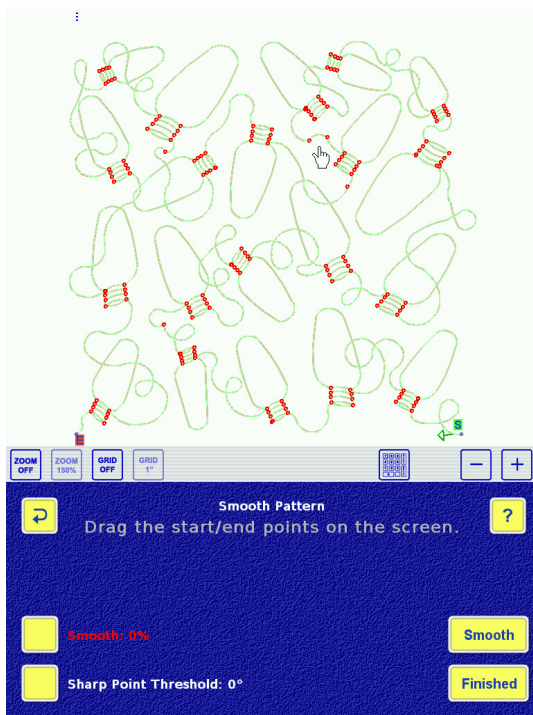 S
E
ZOOM OFF
ZOOM 150%
GRID OFF
GRID 1"
Smooth Pattern
?
Drag the start/end points on the screen.
Smooth: 0%
Smooth
Sharp Point Threshold: 0°
Finished